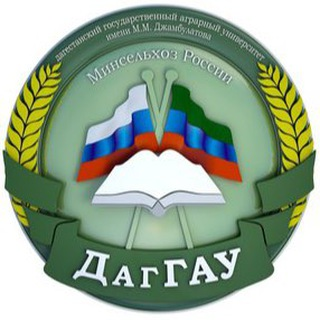 дагестанский государственный аграрный университет
имени М.М. Джамбулатова
Минсельхоз России
ДагГАУ